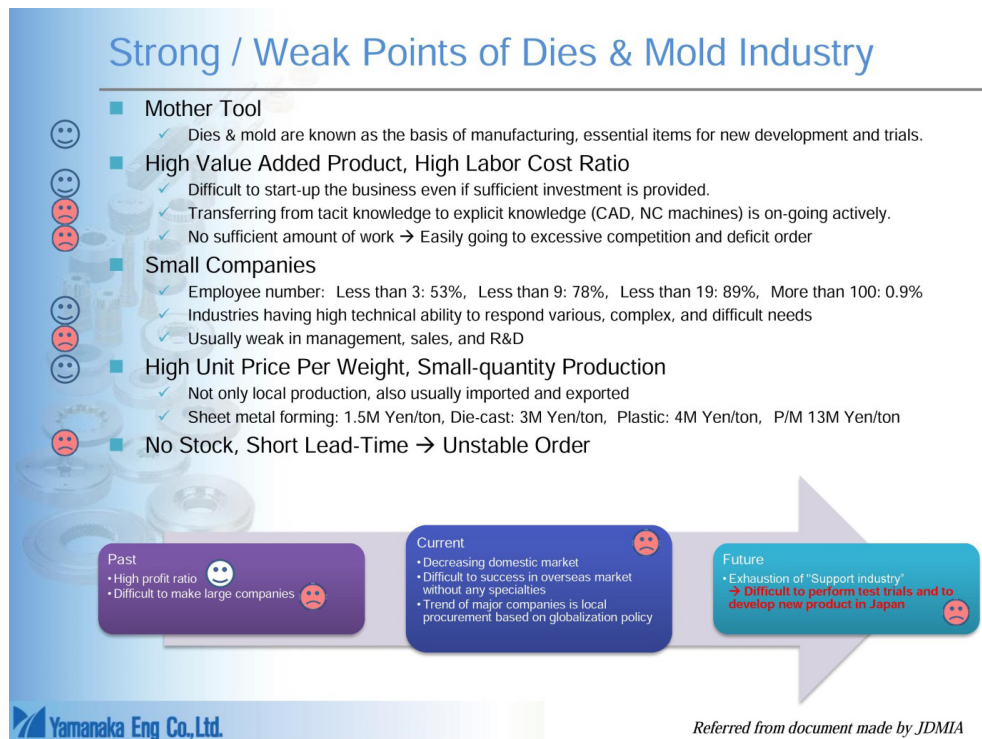 Strong / Weak Points of Dies & Mold Industry
Mother Tool
Dies & mold are known as the basis of manufacturing, essential items for new development and trials.
High Value Added Product, High Labor Cost Ratio
Difficult to start-up the business even if sufficient investment is provided.
Transferring from tacit knowledge to explicit knowledge (CAD, NC machines) is on-going actively.
No sufficient amount of work → Easily going to excessive competition and deficit order
Small Companies
Employee number: Less than 3: 53%, Less than 9: 78%, Less than 19: 89%, More than 100: 0.9%
Industries having high technical ability to respond various, complex, and difficult needs
Usually weak in management, sales, and R&D
High Unit Price Per Weight, Small-quantity Production
Not only local production, also usually imported and exported
Sheet metal forming: 1.5M Yen/ton, Die-cast: 3M Yen/ton, Plastic: 4M Yen/ton, P/M 13M Yen/ton
No Stock, Short Lead-Time → Unstable Order
Past
• High profit ratio
• Difficult to make large companies
Current
• Decreasing domestic market
• Difficult to success in overseas market
without any specialties
• Trend of major companies is local
procurement based on globalization policy
Future
• Exhaustion of "Support industry"
→ Difficult to perform test trials and to
develop new product in Japan
Yamanaka Eng Co.,Ltd.
Referred from document made by JDMIA